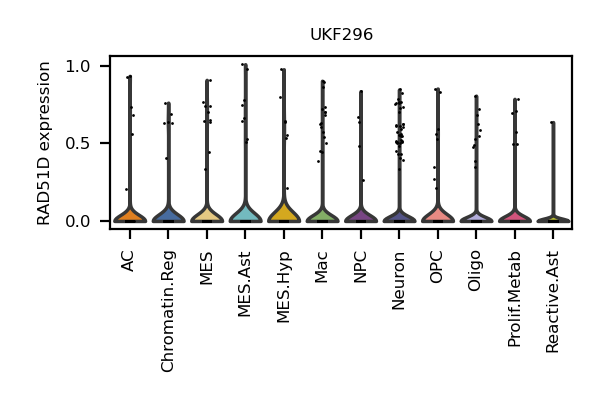 UKF296
RAD51D expression
1.0
0.5
0.0
AC
Chromatin.Reg
MES
MES.Ast
MES.Hyp
Mac
NPC
Neuron
OPC
Oligo
Prolif.Metab
Reactive.Ast